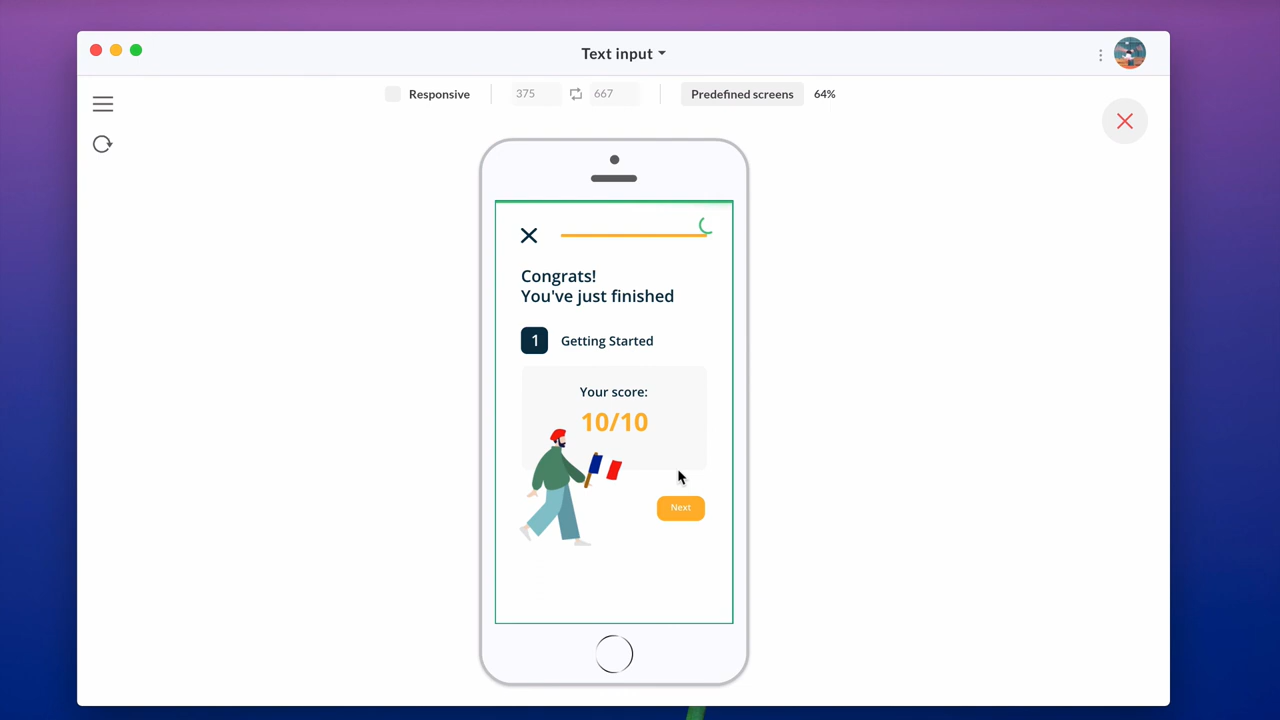 Text input
Responsive
375
667
Predefined screens
64%
Congrats!
You've just finished
1
Getting Started
Your score:
10/10
Next